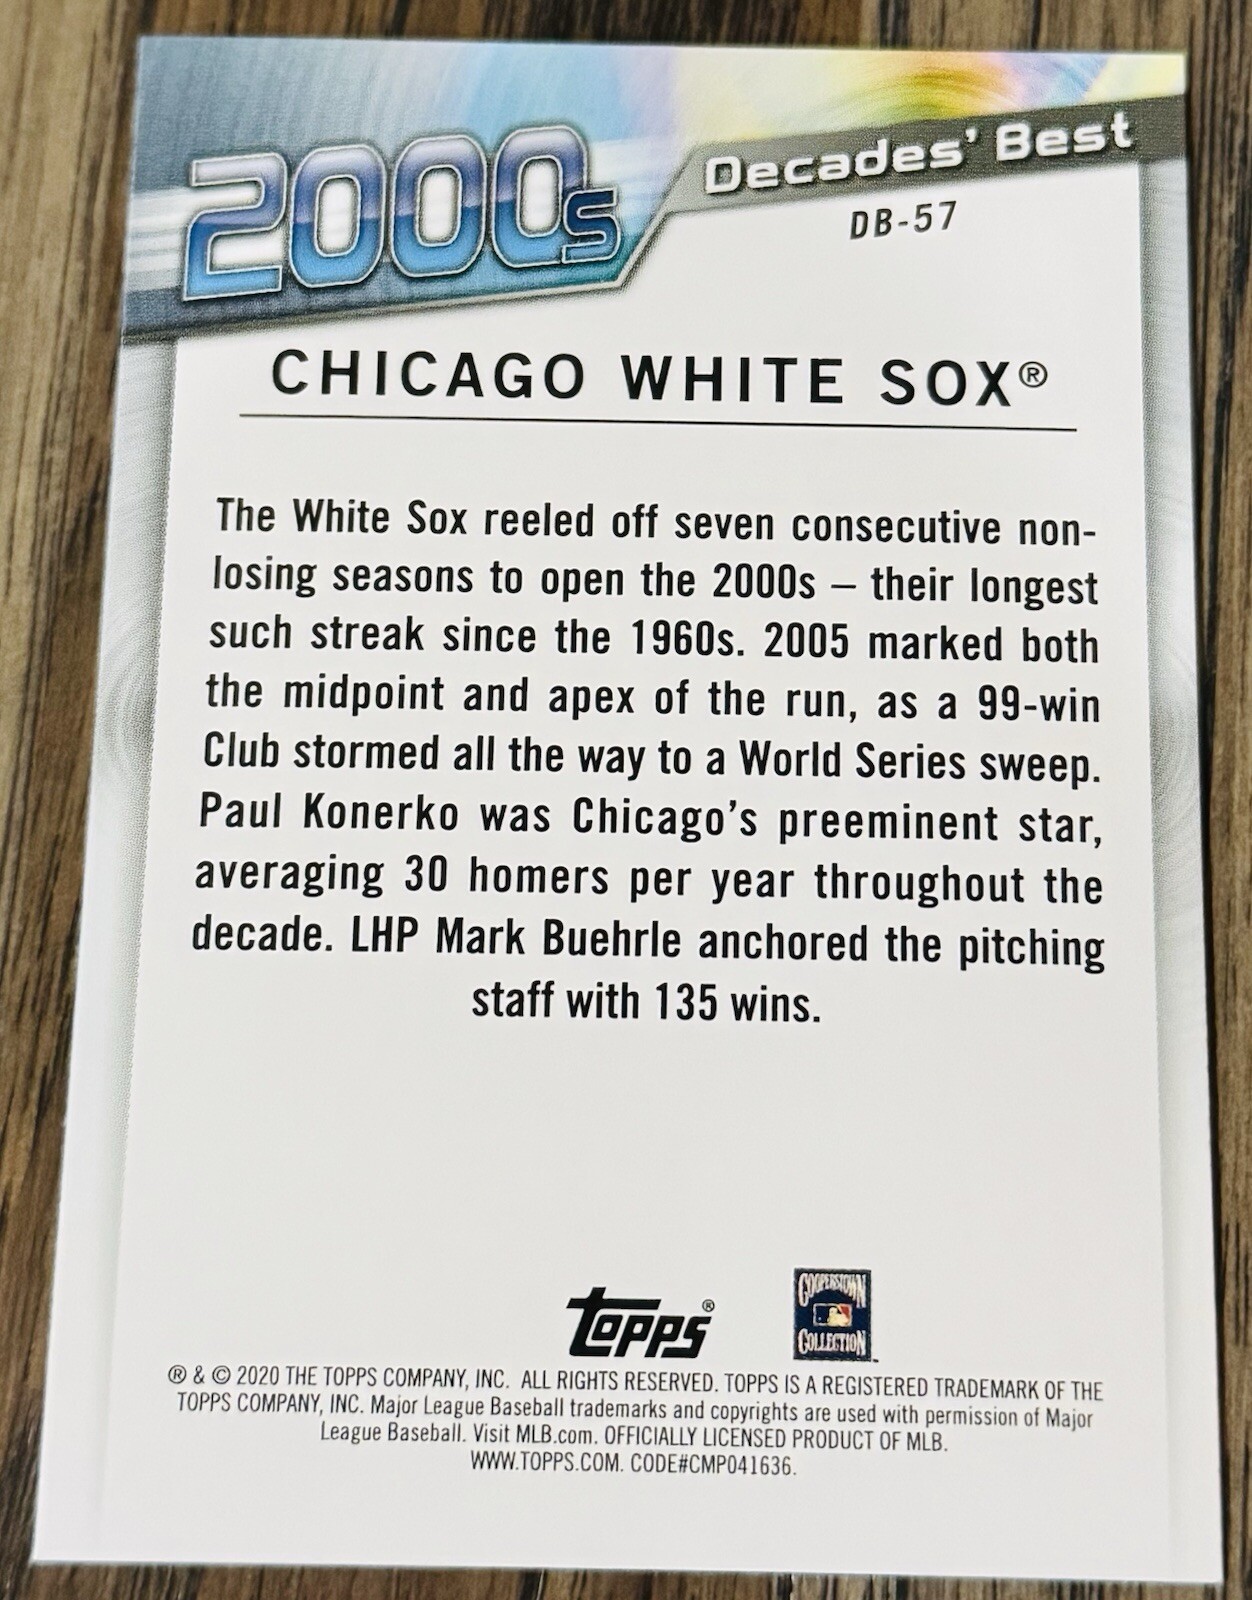 2000s
Decades' Best
DB-57
CHICAGO WHITE SOX®
The White Sox reeled off seven consecutive non-
losing seasons to open the 2000s – their longest
such streak since the 1960s. 2005 marked both
the midpoint and apex of the run, as a 99-win
Club stormed all the way to a World Series sweep.
Paul Konerko was Chicago's preeminent star,
averaging 30 homers per year throughout the
decade. LHP Mark Buehrle anchored the pitching
staff with 135 wins.
Topps®
COOPERSTOWN
COLLECTION
® & © 2020 THE TOPPS COMPANY, INC. ALL RIGHTS RESERVED. TOPPS IS A REGISTERED TRADEMARK OF THE
TOPPS COMPANY, INC. Major League Baseball trademarks and copyrights are used with permission of Major
League Baseball. Visit MLB.com. OFFICIALLY LICENSED PRODUCT OF MLB.
WWW.TOPPS.COM. CODE#CMP041636.